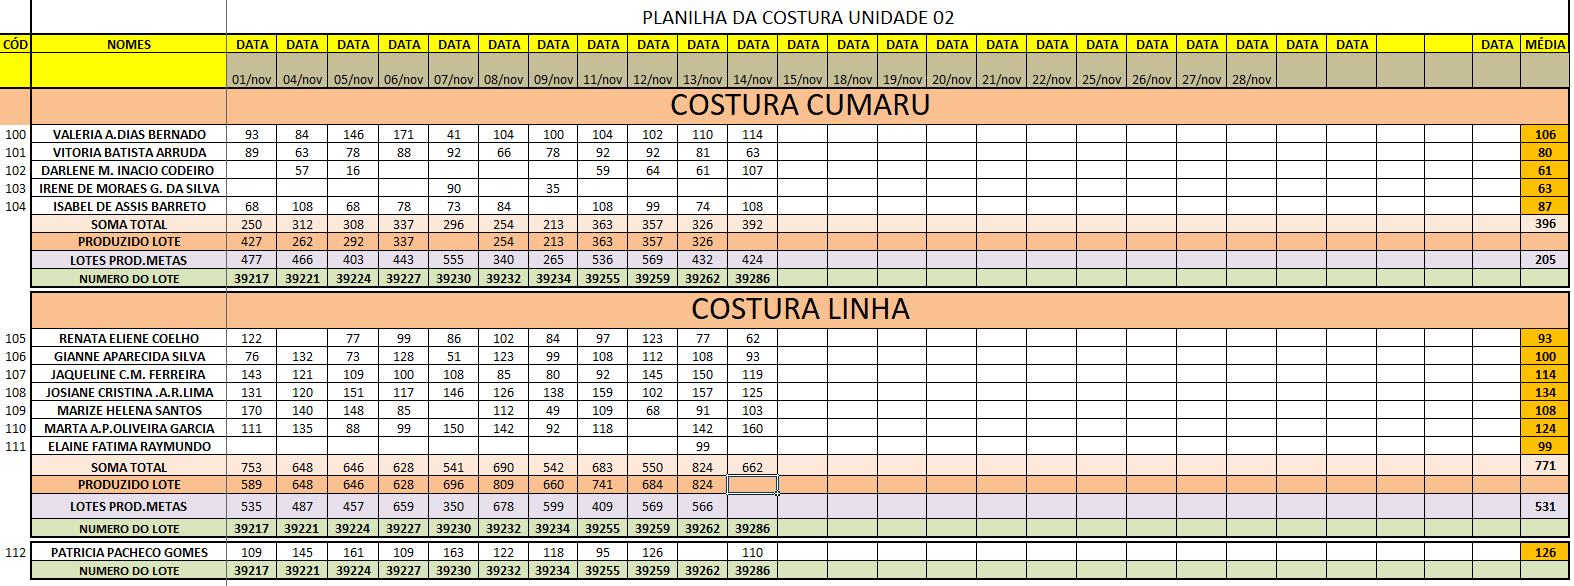 PLANILHA DA COSTURA UNIDADE 02
CÓD NOMES DATA DATA DATA DATA DATA DATA DATA DATA DATA DATA DATA DATA DATA DATA DATA DATA DATA DATA DATA DATA DATA DATA DATA ​DATA MÉDIA
01/nov 04/nov 05/nov 06/nov 07/nov 08/nov 09/nov 11/nov 12/nov 13/nov 14/nov 15/nov 18/nov 19/nov 20/nov 21/nov 22/nov 25/nov 26/nov 27/nov 28/nov
COSTURA CUMARU
100 VALERIA A.DIAS BERNADO 93 84 146 171 41 104 100 104 102 110 114 106
101 VITORIA BATISTA ARRUDA 89 63 78 88 92 66 78 92 92 81 63 80
102 DARLENE M. INACIO CODEIRO 57 16 59 64 61 107 61
103 IRENE DE MORAES G. DA SILVA 90 35 63
104 ISABEL DE ASSIS BARRETO 68 108 68 78 73 84 108 99 74 108 87
SOMA TOTAL 250 312 308 337 296 254 213 363 357 326 392 396
PRODUZIDO LOTE 427 262 292 337 254 213 363 357 326
LOTES PROD.METAS 477 466 403 443 555 340 265 536 569 432 424 205
NUMERO DO LOTE 39217 39221 39224 39227 39230 39232 39234 39255 39259 39262 39286
COSTURA LINHA
105 RENATA ELIENE COELHO 122 77 99 86 102 84 97 123 77 62 93
106 GIANNE APARECIDA SILVA 76 132 73 128 51 123 99 108 112 108 93 100
107 JAQUELINE C.M. FERREIRA 143 121 109 100 108 85 80 92 145 150 119 114
108 JOSIANE CRISTINA .A.R.LIMA 131 120 151 117 146 126 138 159 102 157 125 134
109 MARIZE HELENA SANTOS 170 140 148 85 112 49 109 68 91 103 108
110 MARTA A.P.OLIVEIRA GARCIA 111 135 88 99 150 142 92 118 142 160 124
111 ELAINE FATIMA RAYMUNDO 99 99
SOMA TOTAL 753 648 646 628 541 690 542 683 550 824 662 771
PRODUZIDO LOTE 589 648 646 628 696 809 660 741 684 824
LOTES PROD.METAS 535 487 457 659 350 678 599 409 569 566 531
NUMERO DO LOTE 39217 39221 39224 39227 39230 39232 39234 39255 39259 39262 39286
112 PATRICIA PACHECO GOMES 109 145 161 109 163 122 118 95 126 110 126
NUMERO DO LOTE 39217 39221 39224 39227 39230 39232 39234 39255 39259 39262 39286